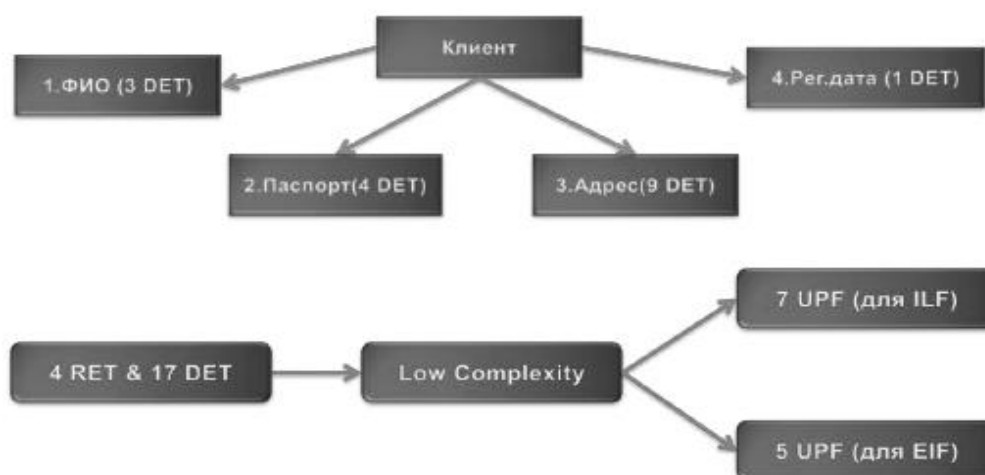 Клиент
1.ФИО (3 DET)
4.Рег.дата (1 DET)
2.Паспорт(4 DET)
3.Адрес(9 DET)
7 UPF (для ILF)
4 RET & 17 DET
Low Complexity
5 UPF (для EIF)